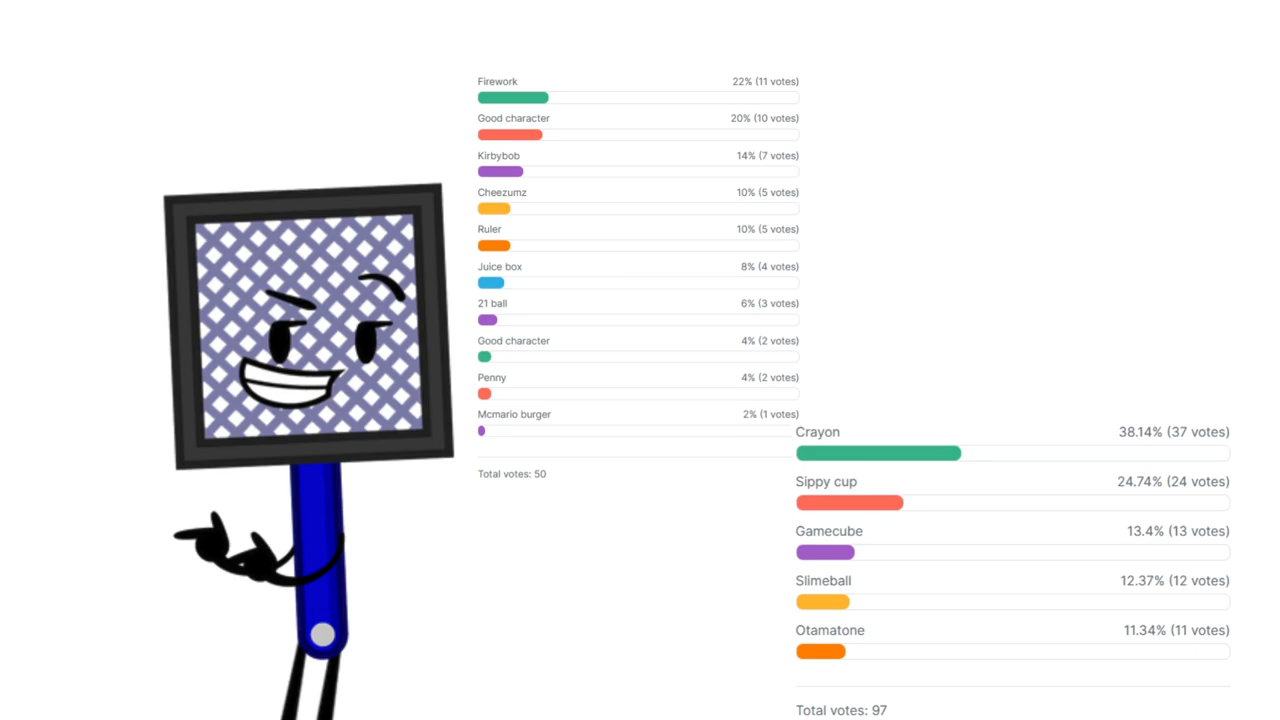 Firework 22% (11 votes)
Good character 20% (10 votes)
Kirbybob 14% (7 votes)
Cheezumz 10% (5 votes)
Ruler 10% (5 votes)
Juice box 8% (4 votes)
21 ball 6% (3 votes)
Good character 4% (2 votes)
Penny 4% (2 votes)
Mcmario burger 2% (1 votes)
Total votes: 50
Crayon 38.14% (37 votes)
Sippy cup 24.74% (24 votes)
Gamecube 13.4% (13 votes)
Slimeball 12.37% (12 votes)
Otamatone 11.34% (11 votes)
Total votes: 97